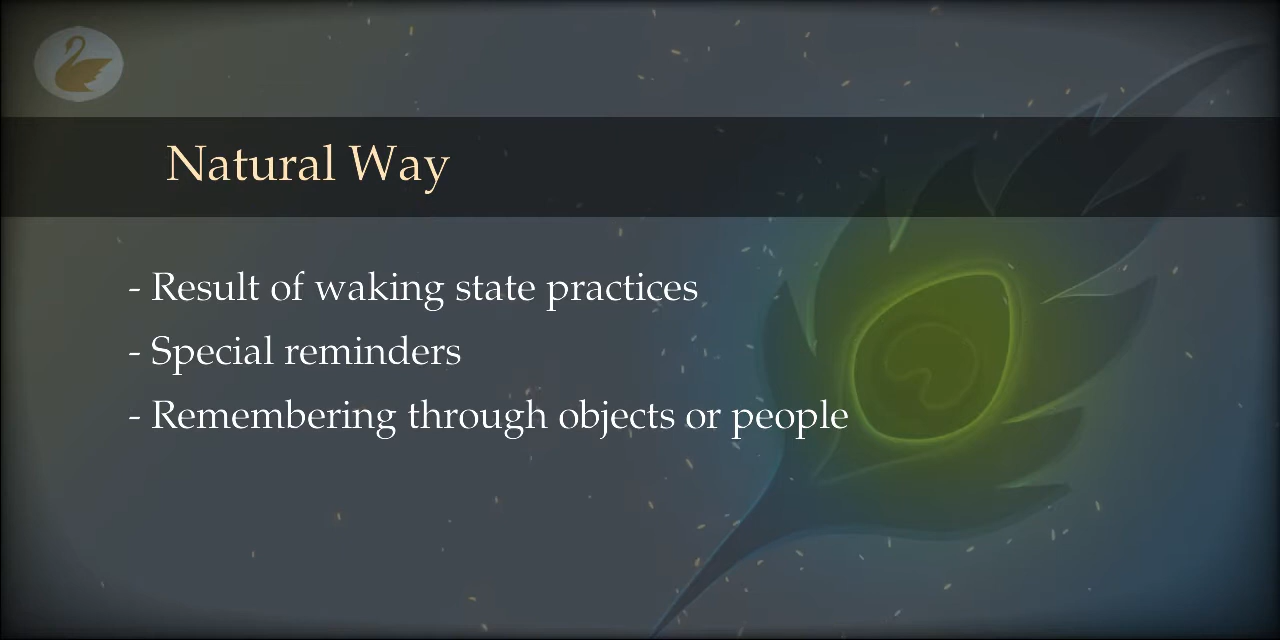 Natural Way
- Result of waking state practices
- Special reminders
- Remembering through objects or people